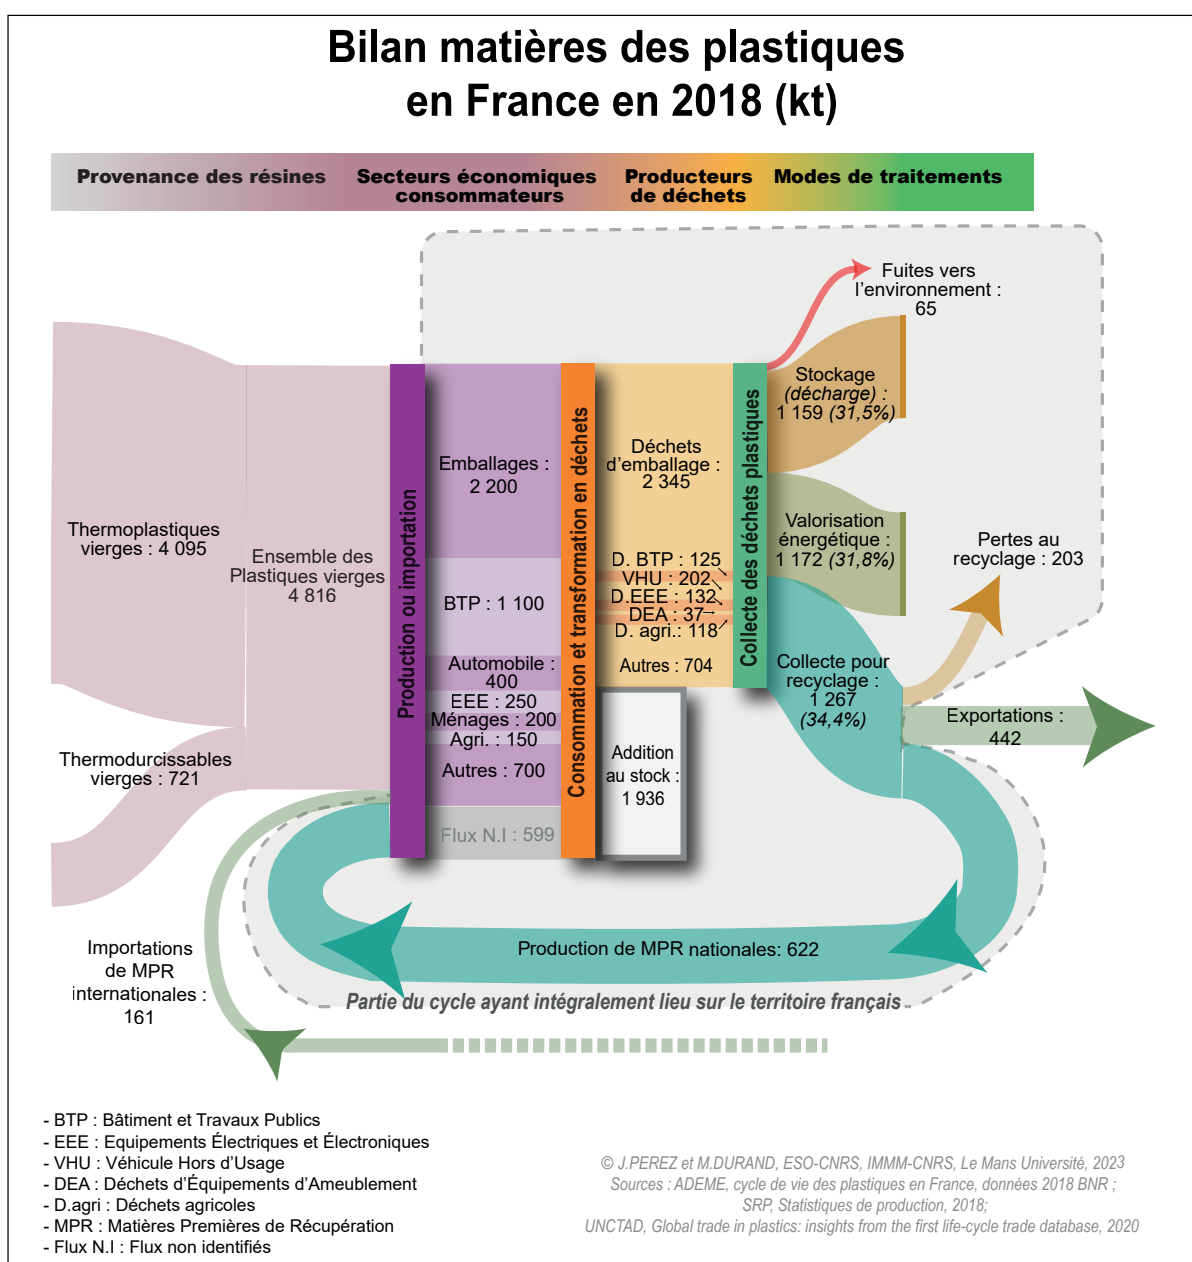 Bilan matières des plastiques
en France en 2018 (kt)
Provenance des résines
Secteurs économiques
consommateurs
Producteurs
de déchets
Modes de traitements
Fuites vers
l'environnement :
65
Stockage
(décharge) :
1 159 (31,5%)
Emballages :
2 200
Déchets
d'emballage :
2 345
Thermoplastiques
vierges : 4 095
Ensemble des
Plastiques vierges
4 816
Production ou importation
Consommation et transformation en déchets
Collecte des déchets plastiques
Valorisation
énergétique :
1 172 (31,8%)
Pertes au
recyclage : 203
D. BTP : 125
VHU : 202
D.EEE : 132
DEA : 37
D. agri.: 118
BTP : 1 100
Autres : 704
Automobile :
400
EEE : 250
Ménages : 200
Agri. : 150
Autres : 700
Flux N.I : 599
Collecte pour
recyclage :
1 267
(34,4%)
Exportations :
442
Addition
au stock :
1 936
Thermodurcissables
vierges : 721
Importations
de MPR
internationales :
161
Production de MPR nationales: 622
Partie du cycle ayant intégralement lieu sur le territoire français
- BTP : Bâtiment et Travaux Publics
- EEE : Equipements Électriques et Électroniques
- VHU : Véhicule Hors d'Usage
- DEA : Déchets d'Équipements d'Ameublement
- D.agri : Déchets agricoles
- MPR : Matières Premières de Récupération
- Flux N.I : Flux non identifiés
© J.PEREZ et M.DURAND, ESO-CNRS, IMMM-CNRS, Le Mans Université, 2023
Sources : ADEME, cycle de vie des plastiques en France, données 2018 BNR ;
SRP, Statistiques de production, 2018;
UNCTAD, Global trade in plastics: insights from the first life-cycle trade database, 2020